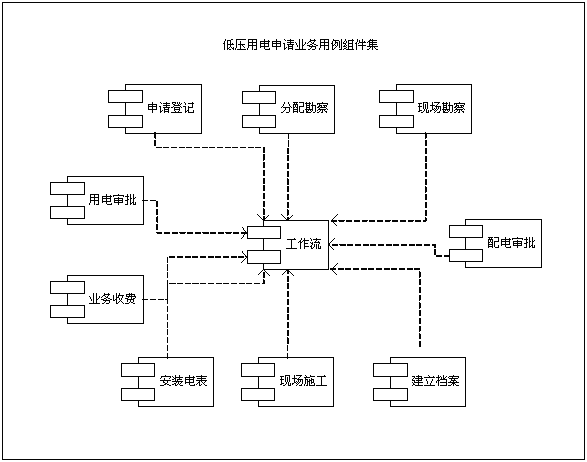 低压用电申请业务用例组件集
申请登记
分配勘察
现场勘察
用电审批
工作流
配电审批
业务收费
安装电表
现场施工
建立档案